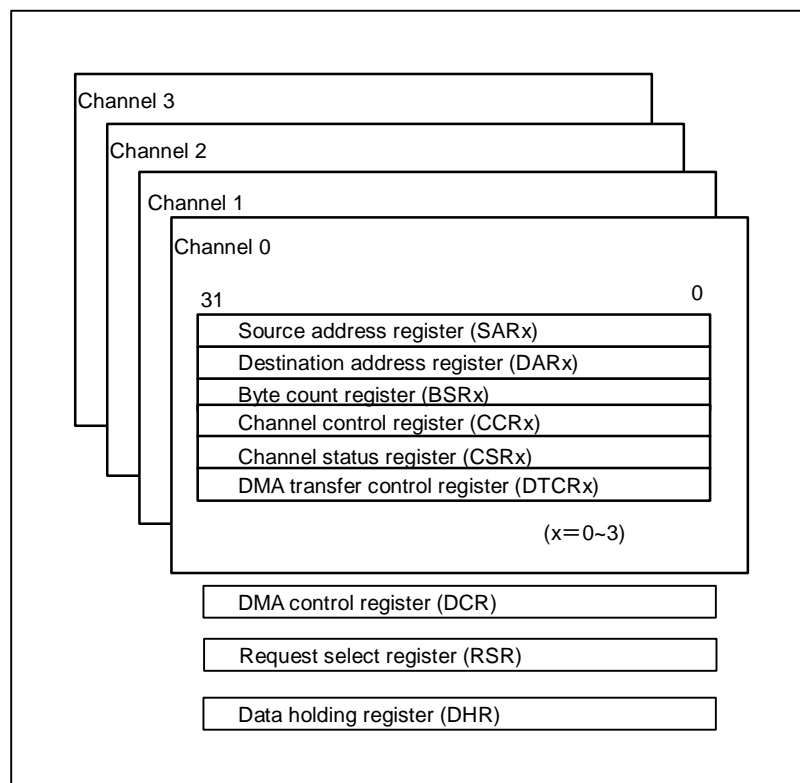 Channel 3
Channel 2
Channel 1
Channel 0
31 0
Source address register (SARx)
Destination address register (DARx)
Byte count register (BSRx)
Channel control register (CCRx)
Channel status register (CSRx)
DMA transfer control register (DTCRx)
(x=0~3)
DMA control register (DCR)
Request select register (RSR)
Data holding register (DHR)